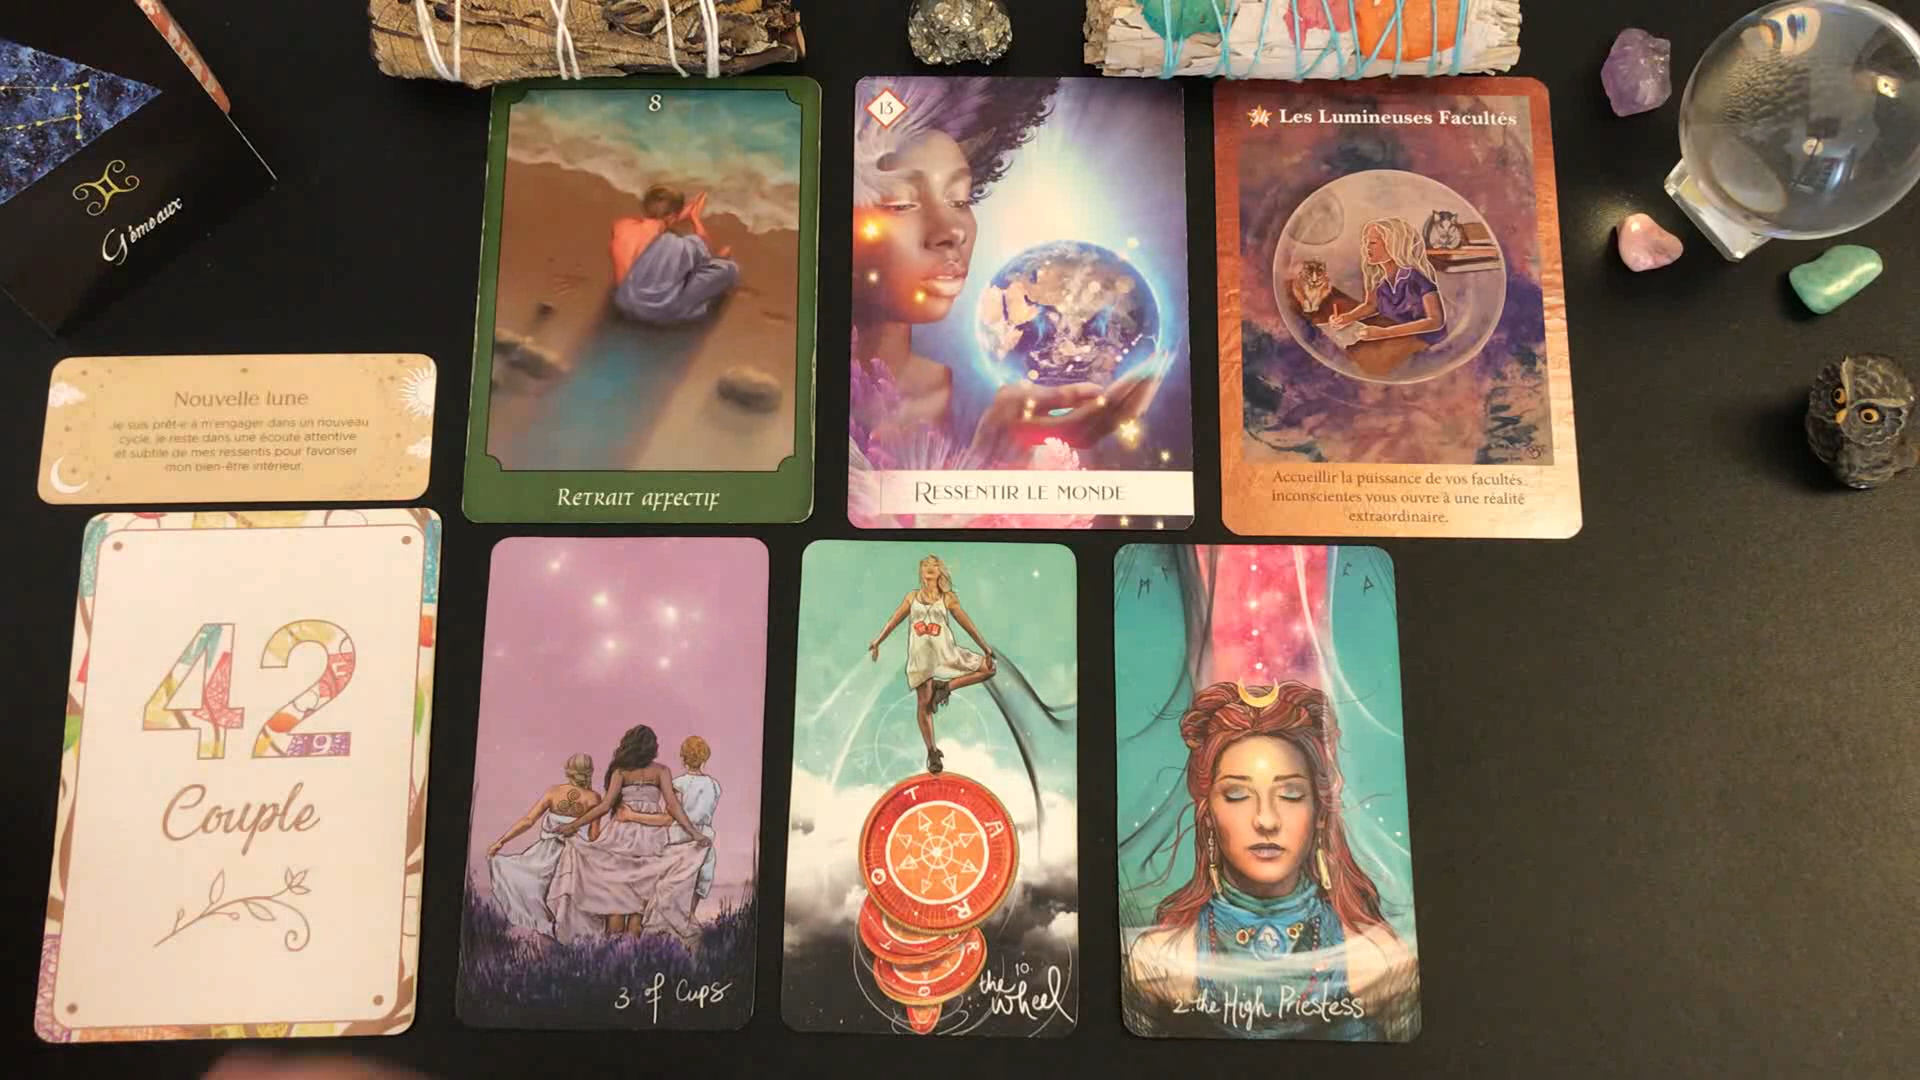 Gémeaux
Nouvelle lune
Je suis prêt·e à m'engager dans un nouveau
cycle, je reste dans une écoute attentive
et subtile de mes ressentis pour favoriser
mon bien-être intérieur.
8
Retrait affectif
13
Ressentir le monde
34 Les Lumineuses Facultés
Accueillir la puissance de vos facultés
inconscientes vous ouvre à une réalité
extraordinaire.
42
9
Couple
3 of Cups
T A R O
T O R
O
10.
the
Wheel
2. the High Priestess